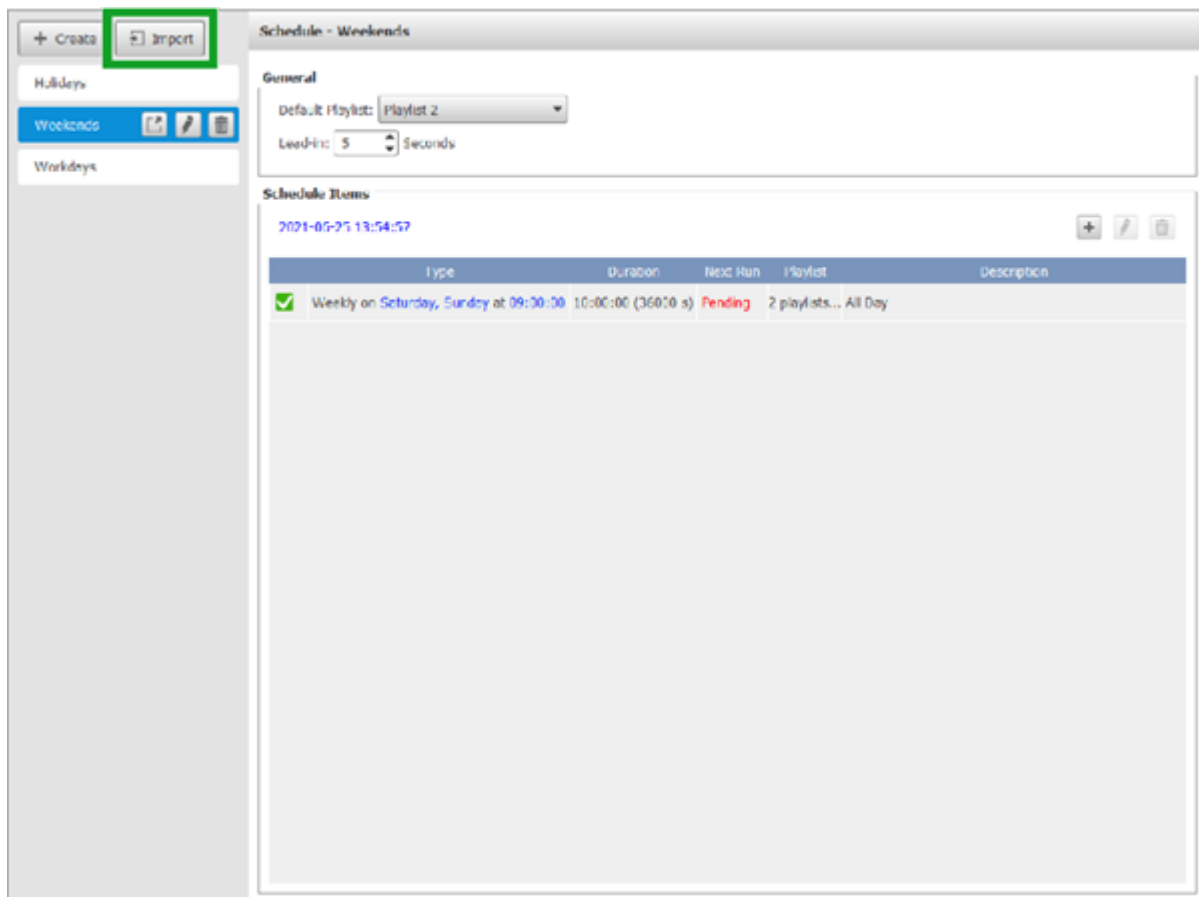 Create Import
Schedule - Weekends
Holidays
Weekends
Workdays
General
Default Playlist: Playlist 2
Lead-in: 5 Seconds
Schedule Items
2021-05-25 13:54:57
Type Duration Next Run Playlist Description
Weekly on Saturday, Sunday at 09:00:00 10:00:00 (36000 s) Pending 2 playlists... All Day